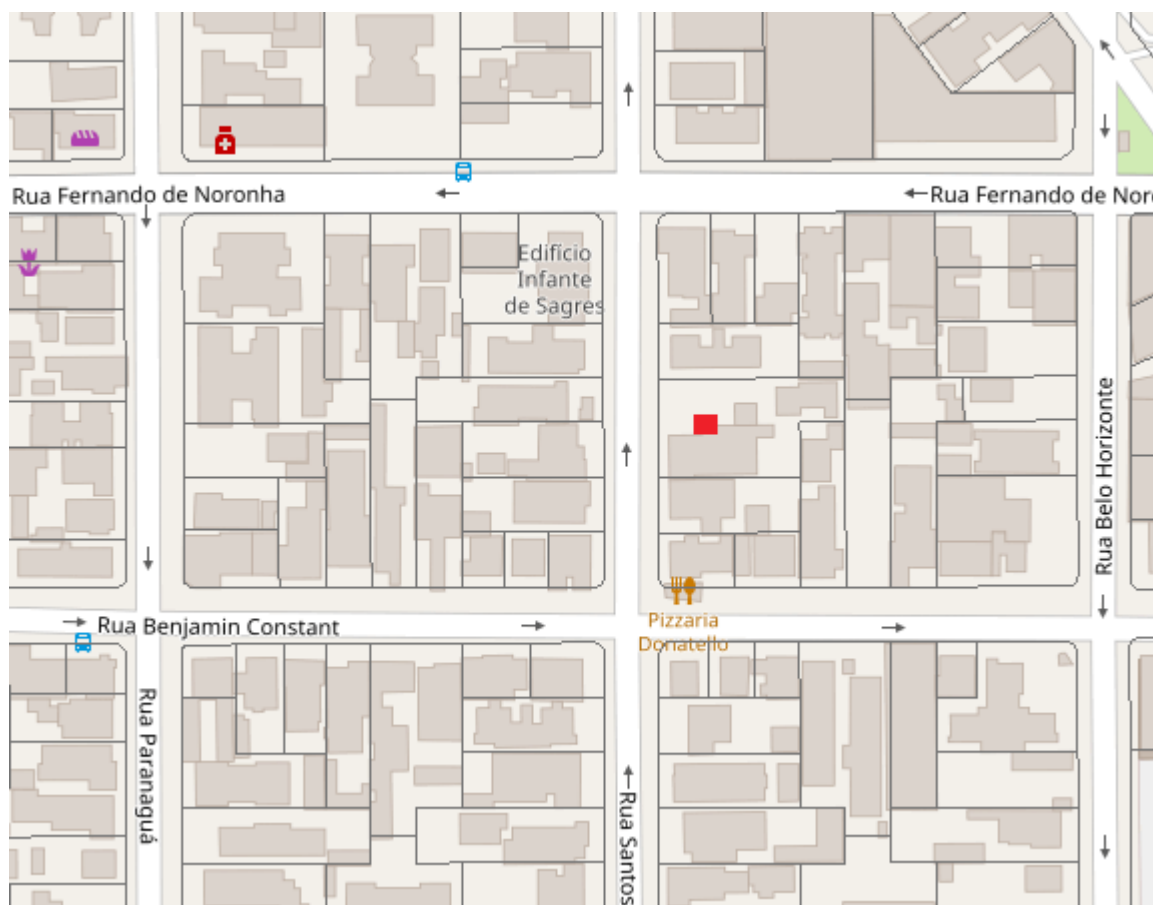 Rua Fernando de Noronha
Rua Fernando de Nor
Edifício
Infante
de Sagres
Rua Belo Horizonte
Pizzaria
Donatello
Rua Benjamin Constant
Rua Paranaguá
Rua Santos